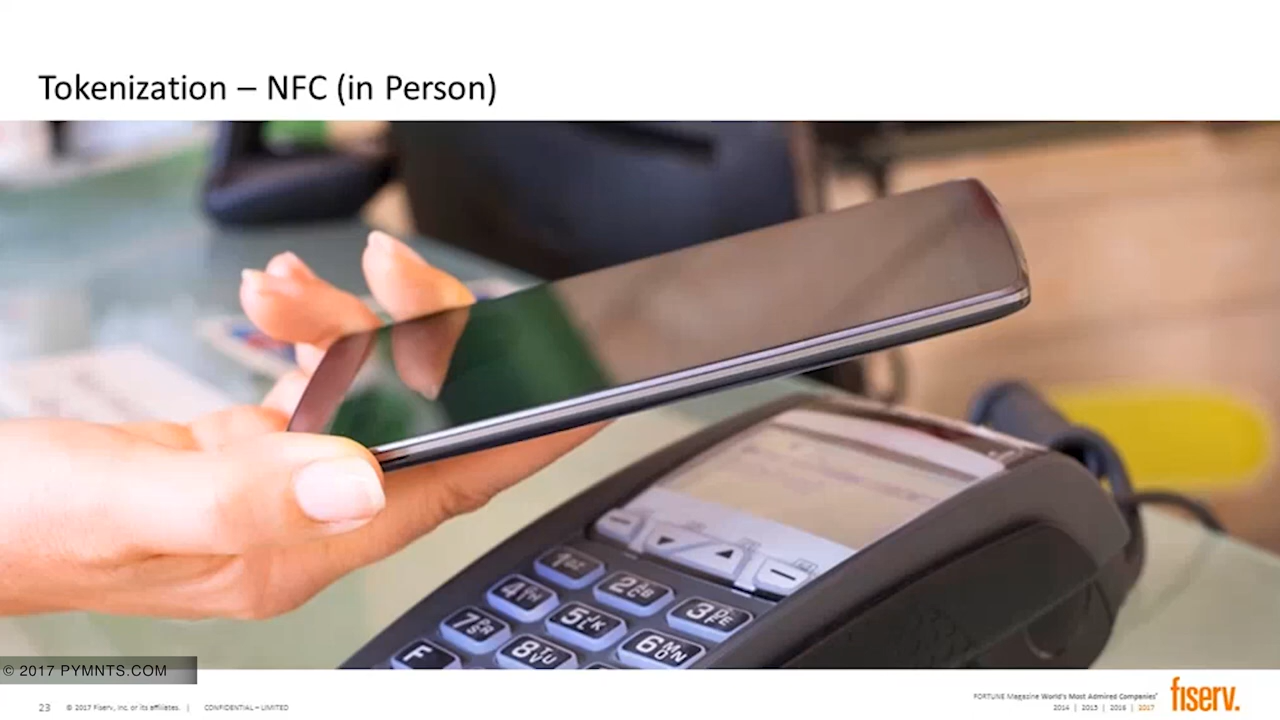 Tokenization – NFC (in Person)
1
2
3
4
5
6
7
8
F
© 2017 PYMNTS.COM
23 © 2017 Fiserv, Inc. or its affiliates. | CONFIDENTIAL – LIMITED
FORTUNE Magazine World's Most Admired Companies®
2014 | 2015 | 2016 | 2017
fiserv.